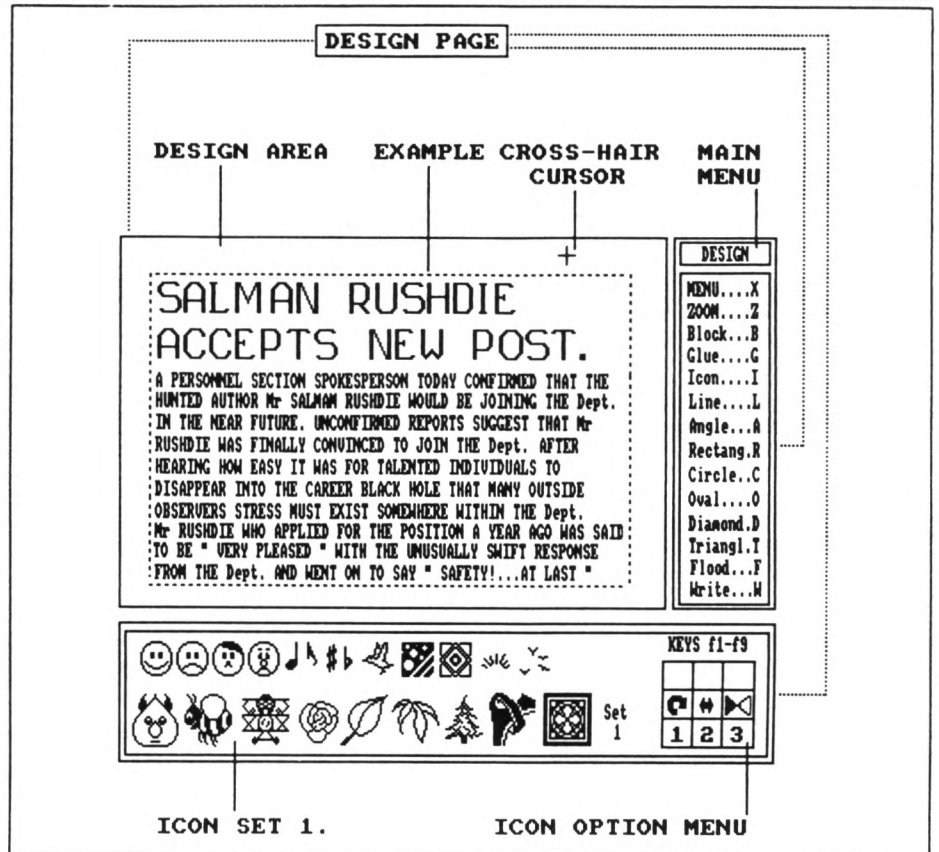 DESIGN PAGE
DESIGN AREA
EXAMPLE
CROSS-HAIR
CURSOR
MAIN
MENU
SALMAN RUSHDIE
ACCEPTS NEW POST.
A PERSONNEL SECTION SPOKESPERSON TODAY CONFIRMED THAT THE
HUNTED AUTHOR Mr SALMAN RUSHDIE WOULD BE JOINING THE Dept.
IN THE NEAR FUTURE. UNCONFIRMED REPORTS SUGGEST THAT Mr
RUSHDIE WAS FINALLY CONVINCED TO JOIN THE Dept. AFTER
HEARING HOW EASY IT WAS FOR TALENTED INDIVIDUALS TO
DISAPPEAR INTO THE CAREER BLACK HOLE THAT MANY OUTSIDE
OBSERVERS STRESS MUST EXIST SOMEWHERE WITHIN THE Dept.
Mr RUSHDIE WHO APPLIED FOR THE POSITION A YEAR AGO WAS SAID
TO BE " VERY PLEASED " WITH THE UNUSUALLY SWIFT RESPONSE
FROM THE Dept. AND WENT ON TO SAY " SAFETY!...AT LAST "
DESIGN
MENU....X
ZOOM....Z
Block...B
Glue....G
Icon....I
Line....L
Angle...A
Rectang.R
Circle..C
Oval....O
Diamond.D
Triangl.T
Flood...F
Write...W
Set
1
KEYS f1-f9
1 2 3
ICON SET 1.
ICON OPTION MENU